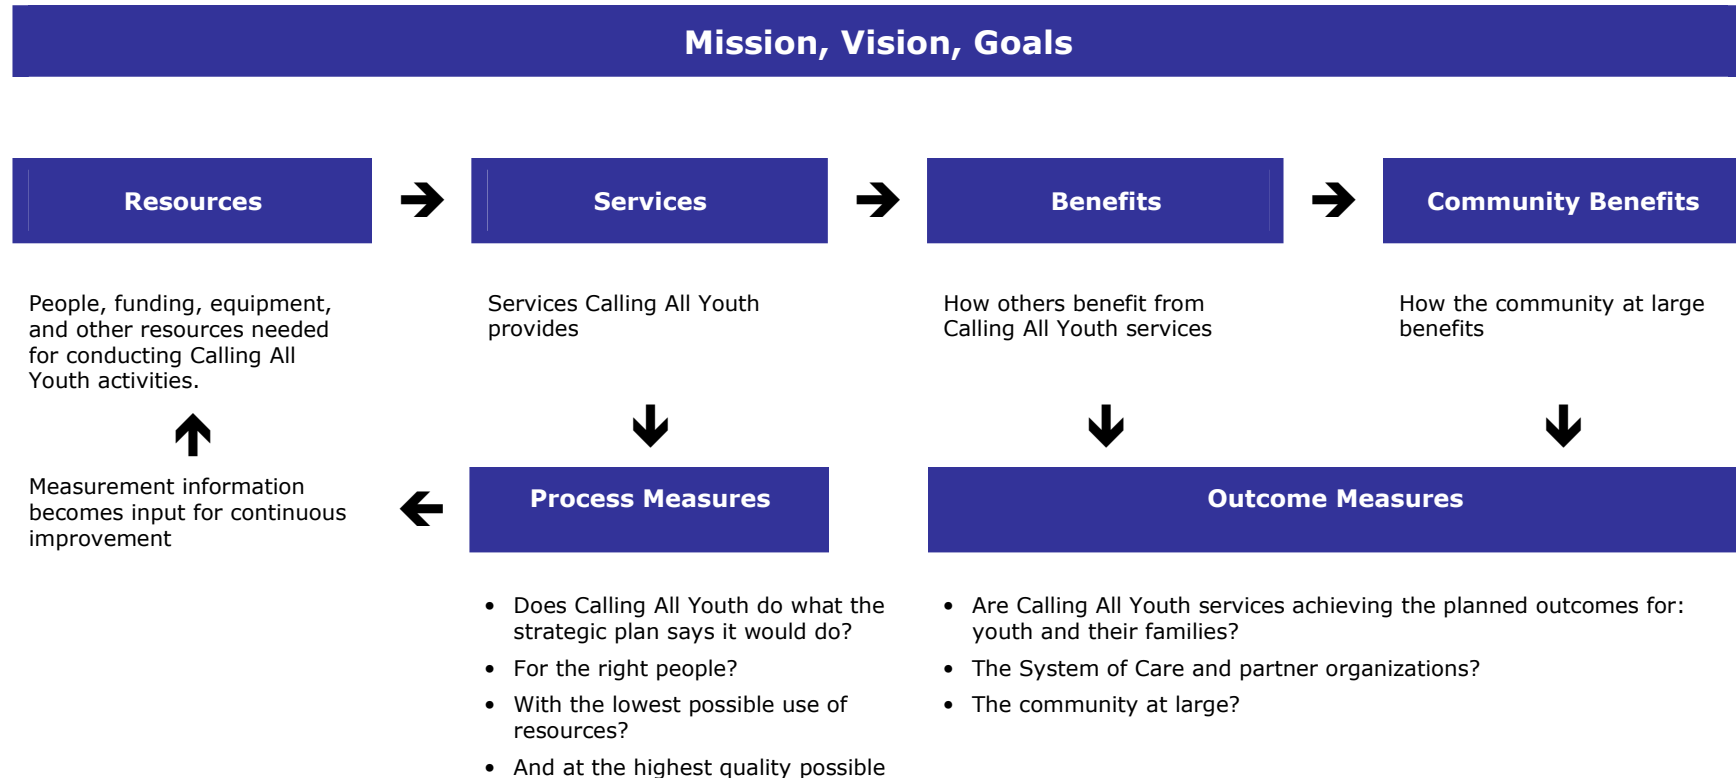 Mission, Vision, Goals
Resources
Services
Benefits
Community Benefits
People, funding, equipment,
and other resources needed
for conducting Calling All
Youth activities.
Services Calling All Youth
provides
How others benefit from
Calling All Youth services
How the community at large
benefits
Measurement information
becomes input for continuous
improvement
Process Measures
Outcome Measures
• Does Calling All Youth do what the
strategic plan says it would do?
• For the right people?
• With the lowest possible use of
resources?
• And at the highest quality possible
• Are Calling All Youth services achieving the planned outcomes for:
youth and their families?
• The System of Care and partner organizations?
• The community at large?